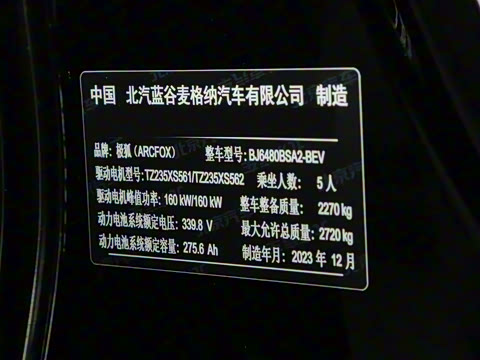 中国 北汽蓝谷麦格纳汽车有限公司 制造
品牌：极狐（ARCFOX） 整车型号：BJ6480BSA2-BEV
驱动电机型号：TZ235XS561/TZ235XS562 乘坐人数： 5 人
驱动电机峰值功率：160 kW/160 kW 整车整备质量： 2270 kg
动力电池系统额定电压：339.8 V 最大允许总质量：2720 kg
动力电池系统额定容量：275.6 Ah 制造年月：2023 年 12 月